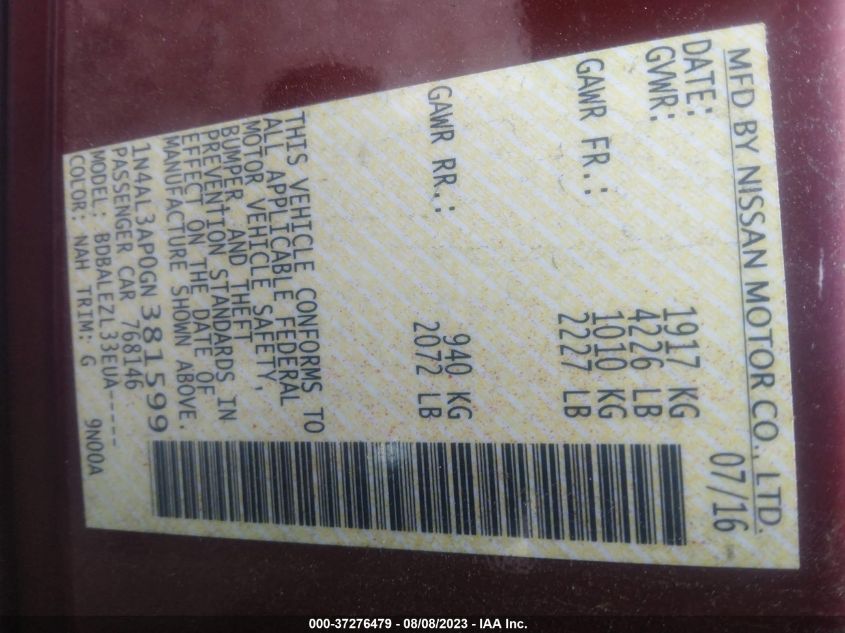 MFD BY NISSAN MOTOR CO., LTD.
DATE: 07/16
GVWR: 1917 KG
4226 LB
GAWR FR.: 1010 KG
2227 LB
GAWR RR.: 940 KG
2072 LB
THIS VEHICLE CONFORMS TO
ALL APPLICABLE FEDERAL
MOTOR VEHICLE SAFETY,
BUMPER, AND THEFT
PREVENTION STANDARDS IN
EFFECT ON THE DATE OF
MANUFACTURE SHOWN ABOVE.
1N4AL3AP0GN381599
PASSENGER CAR 768146
MODEL: BDBALEZL33EUA-----
COLOR: NAH TRIM: G 9N00A
000-37276479 - 08/08/2023 - IAA Inc.